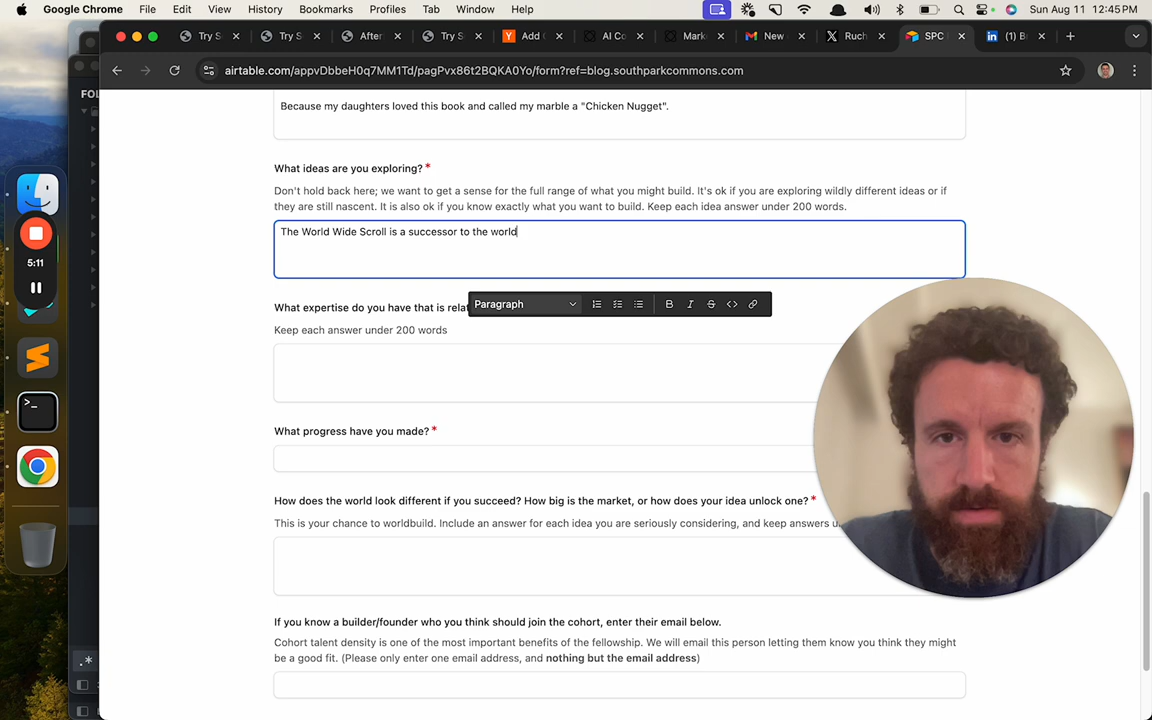 Google Chrome File Edit View History Bookmarks Profiles Tab Window Help Sun Aug 11 12:45 PM
Try S Try S After Try S Add AI Co Mark New Ruch SPC (1) B
airtable.com/appvDbbeH0q7MM1Td/pagPvx86t2BQKA0Yo/form?ref=blog.southparkcommons.com
FOL
Because my daughters loved this book and called my marble a "Chicken Nugget".
What ideas are you exploring? *
Don't hold back here; we want to get a sense for the full range of what you might build. It's ok if you are exploring wildly different ideas or if
they are still nascent. It is also ok if you know exactly what you want to build. Keep each idea answer under 200 words.
The World Wide Scroll is a successor to the world
5:11
What expertise do you have that is rela
Paragraph
Keep each answer under 200 words
What progress have you made? *
How does the world look different if you succeed? How big is the market, or how does your idea unlock one? *
This is your chance to worldbuild. Include an answer for each idea you are seriously considering, and keep answers u
If you know a builder/founder who you think should join the cohort, enter their email below.
Cohort talent density is one of the most important benefits of the fellowship. We will email this person letting them know you think they might
be a good fit. (Please only enter one email address, and nothing but the email address)
.*